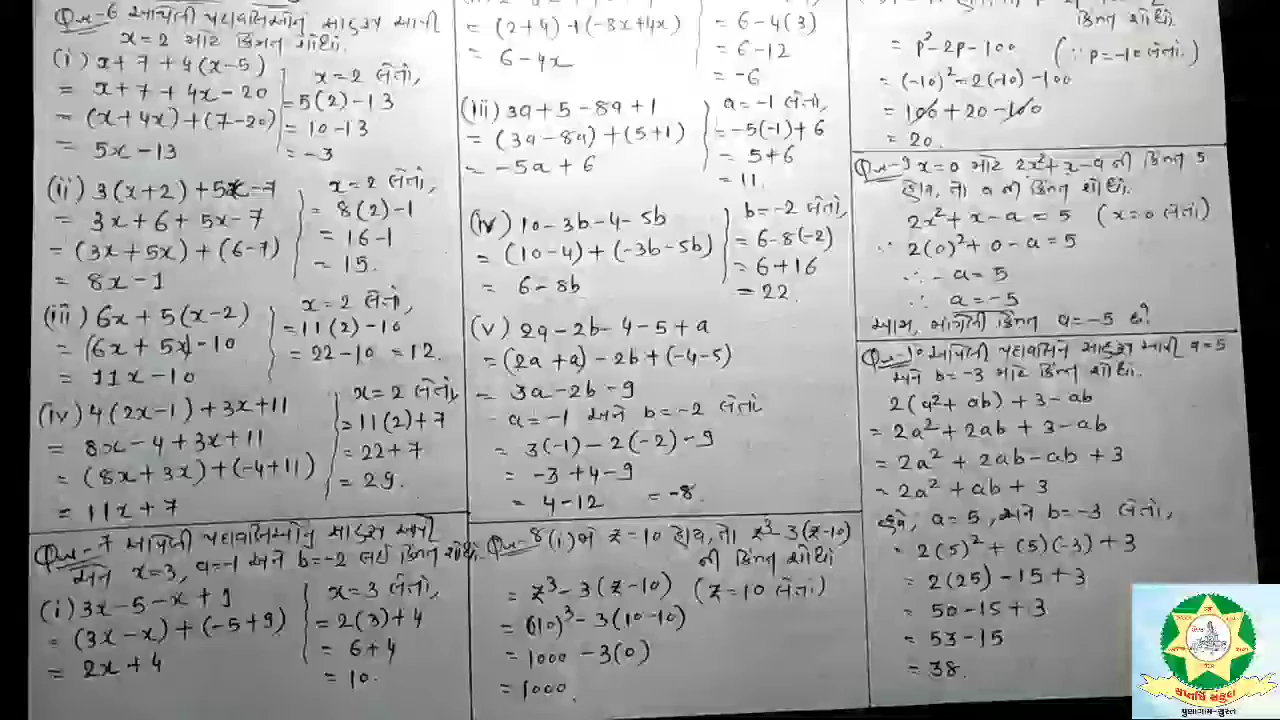 Que-6 આપેલી પદાવલિઓનું સાદુરૂપ આપી
x=2 માટે કિંમત શોધો.
(i) x+7+4(x-5)
= x+7+4x-20
= (x+4x)+(7-20)
= 5x-13
x=2 લેતાં,
=5(2)-13
=10-13
=-3
(ii) 3(x+2)+5x-7
= 3x+6+5x-7
= (3x+5x)+(6-7)
= 8x-1
x=2 લેતાં,
= 8(2)-1
= 16-1
= 15.
(iii) 6x+5(x-2)
= (6x+5x)-10
= 11x-10
x=2 લેતાં,
=11(2)-10
=22-10 =12.
(iv) 4(2x-1)+3x+11
= 8x-4+3x+11
= (8x+3x)+(-4+11)
= 11x+7
x=2 લેતાં,
=11(2)+7
=22+7
=29.
Que-7 આપેલી પદાવલિઓનું સાદુરૂપ આપી
અને x=3, a=-1 અને b=-2 લઇ કિંમત શોધો.
(i) 3x-5-x+9
= (3x-x)+(-5+9)
= 2x+4
x=3 લેતાં,
= 2(3)+4
= 6+4
= 10.
= (2+4)+(-8x+4x)
= 6-4x
= 6-4(3)
= 6-12
= -6
(iii) 3a+5-8a+1
= (3a-8a)+(5+1)
= -5a+6
a=-1 લેતાં,
=-5(-1)+6
= 5+6
= 11.
(iv) 10-3b-4-5b
= (10-4)+(-3b-5b)
= 6-8b
b=-2 લેતાં,
=6-8(-2)
=6+16
=22.
(v) 2a-2b-4-5+a
=(2a+a)-2b+(-4-5)
= 3a-2b-9
a=-1 અને b=-2 લેતાં
= 3(-1)-2(-2)-9
= -3+4-9
= 4-12 =-8.
Que-8 (i) જો z=10 હોય, તો z³-3(z-10)
ની કિંમત શોધો
= z³-3(z-10) (z=10 લેતાં)
= (10)³-3(10-10)
= 1000-3(0)
= 1000.
કિંમત શોધો.
= p²-2p-100 (∵ p=-10 લેતાં.)
= (-10)²-2(-10)-100
= 100+20-100
= 20.
Que-9 x=0 માટે 2x²+x-a ની કિંમત 5
હોય, તો a ની કિંમત શોધો.
2x²+x-a=5 (x=0 લેતાં)
∴ 2(0)²+0-a=5
∴ -a=5
∴ a=-5
આમ, માંગેલી કિંમત a=-5 છે.
Que-10 આપેલી પદાવલિને સાદુરૂપ આપી a=5
અને b=-3 માટે કિંમત શોધો.
2(a²+ab)+3-ab
= 2a²+2ab+3-ab
= 2a²+2ab-ab+3
= 2a²+ab+3
હવે, a=5, અને b=-3 લેતાં,
= 2(5)²+(5)(-3)+3
= 2(25)-15+3
= 50-15+3
= 53-15
= 38.
સપ્તર્ષિ સંકુલ
પુણાગામ-સુરત